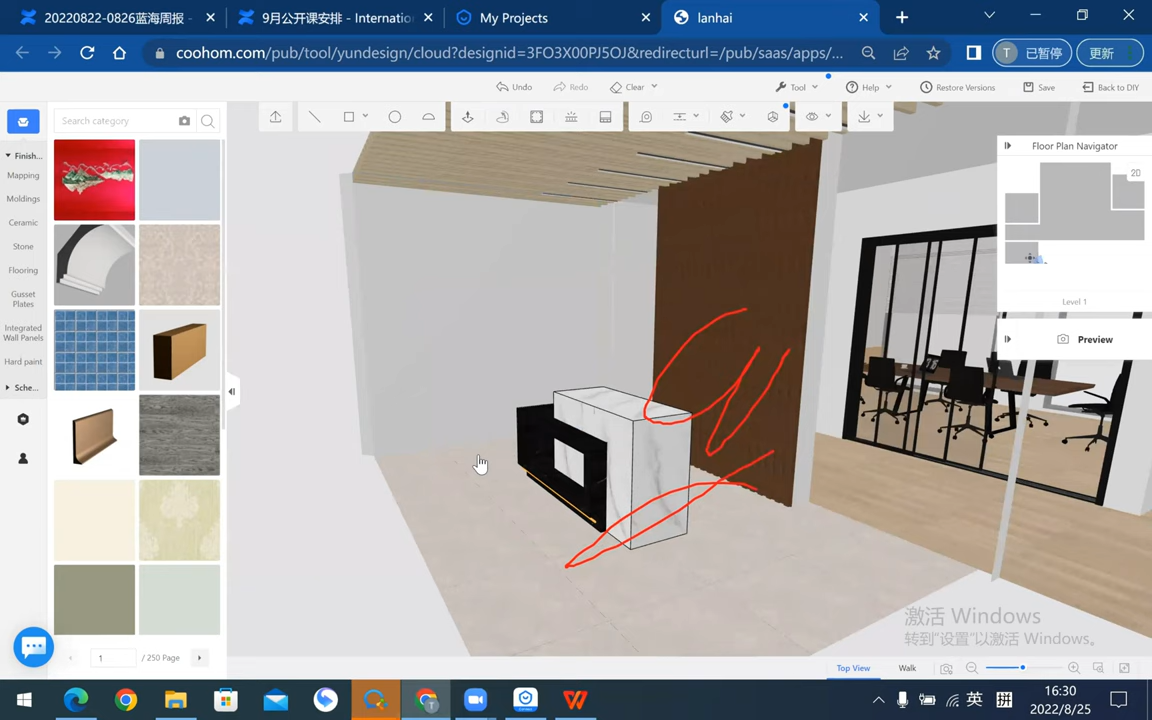 20220822-0826蓝海周报 -
9月公开课安排 - Internatio
My Projects
lanhai
coohom.com/pub/tool/yundesign/cloud?designid=3FO3X00PJ5OJ&redirecturl=/pub/saas/apps/...
T 已暂停
更新
Undo
Redo
Clear
Tool
Help
Restore Versions
Save
Back to DIY
Search category
Finish...
Mapping
Moldings
Ceramic
Stone
Flooring
Gusset
Plates
Integrated
Wall Panels
Hard paint
Sche...
Floor Plan Navigator
2D
Level 1
Preview
激活 Windows
转到"设置"以激活 Windows。
1 / 250 Page
Top View
Walk
英
拼
16:30
2022/8/25